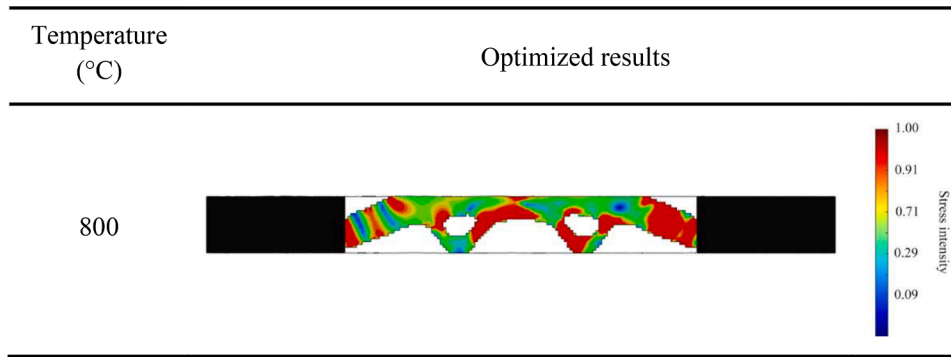 Temperature
(°C)
Optimized results
800
1.00
0.91
0.71
0.29
0.09
Stress intensity